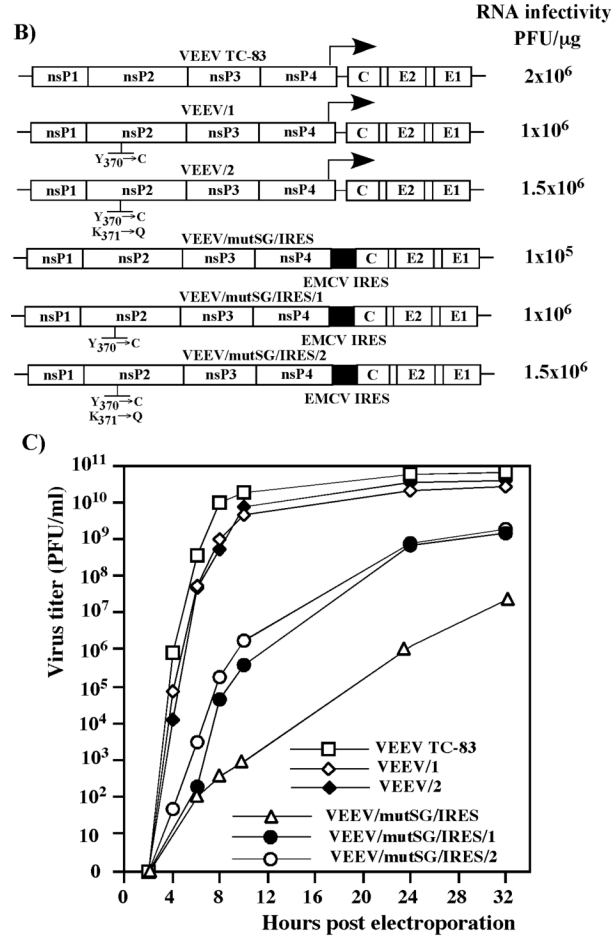 B)
RNA infectivity
PFU/µg
VEEV TC-83
nsP1 nsP2 nsP3 nsP4 C E2 E1 2x10⁶
VEEV/1
nsP1 nsP2 nsP3 nsP4 C E2 E1 1x10⁶
Y370→C
VEEV/2
nsP1 nsP2 nsP3 nsP4 C E2 E1 1.5x10⁶
Y370→C
K371→Q
VEEV/mutSG/IRES
nsP1 nsP2 nsP3 nsP4 C E2 E1 1x10⁵
EMCV IRES
VEEV/mutSG/IRES/1
nsP1 nsP2 nsP3 nsP4 C E2 E1 1x10⁶
Y370→C EMCV IRES
VEEV/mutSG/IRES/2
nsP1 nsP2 nsP3 nsP4 C E2 E1 1.5x10⁶
Y370→C EMCV IRES
K371→Q
C)
Virus titer (PFU/ml)
10¹¹
10¹⁰
10⁹
10⁸
10⁷
10⁶
10⁵
10⁴
10³
10²
10
0
VEEV TC-83
VEEV/1
VEEV/2
VEEV/mutSG/IRES
VEEV/mutSG/IRES/1
VEEV/mutSG/IRES/2
0 4 8 12 16 20 24 28 32
Hours post electroporation